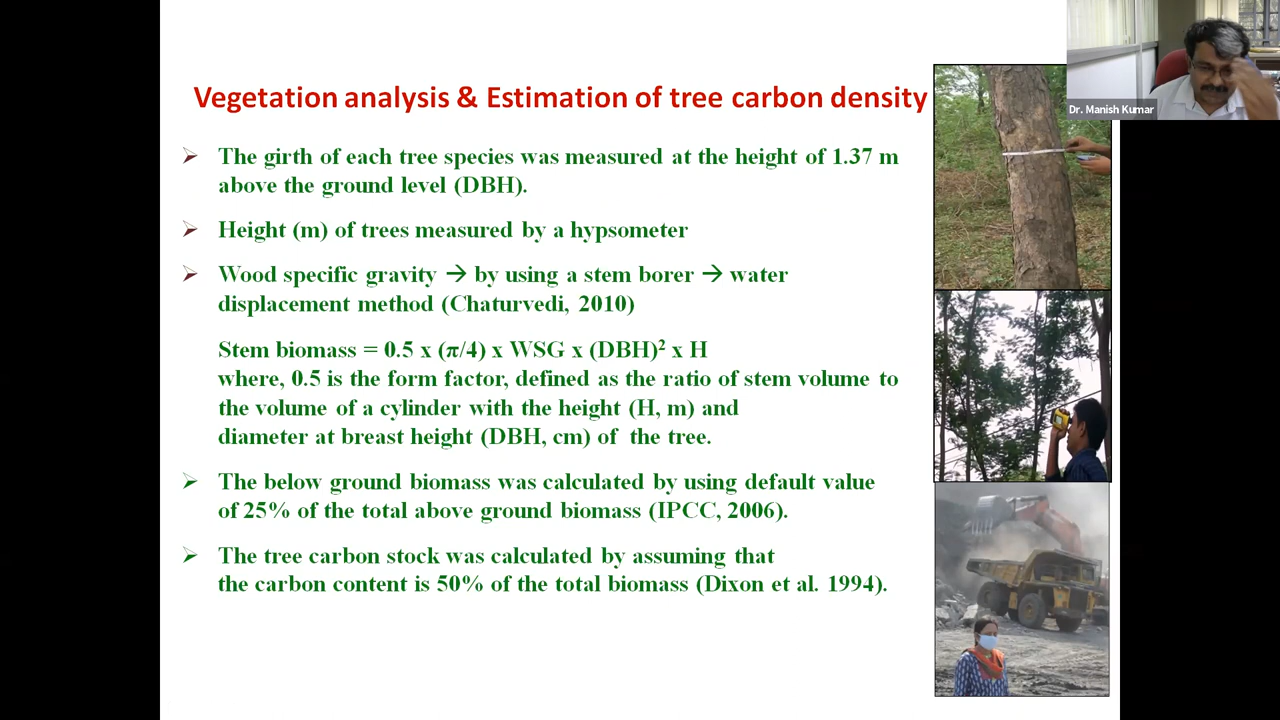 Vegetation analysis & Estimation of tree carbon density
Dr. Manish Kumar
➢ The girth of each tree species was measured at the height of 1.37 m
above the ground level (DBH).
➢ Height (m) of trees measured by a hypsometer
➢ Wood specific gravity → by using a stem borer → water
displacement method (Chaturvedi, 2010)
Stem biomass = 0.5 x (π/4) x WSG x (DBH)² x H
where, 0.5 is the form factor, defined as the ratio of stem volume to
the volume of a cylinder with the height (H, m) and
diameter at breast height (DBH, cm) of the tree.
➢ The below ground biomass was calculated by using default value
of 25% of the total above ground biomass (IPCC, 2006).
➢ The tree carbon stock was calculated by assuming that
the carbon content is 50% of the total biomass (Dixon et al. 1994).